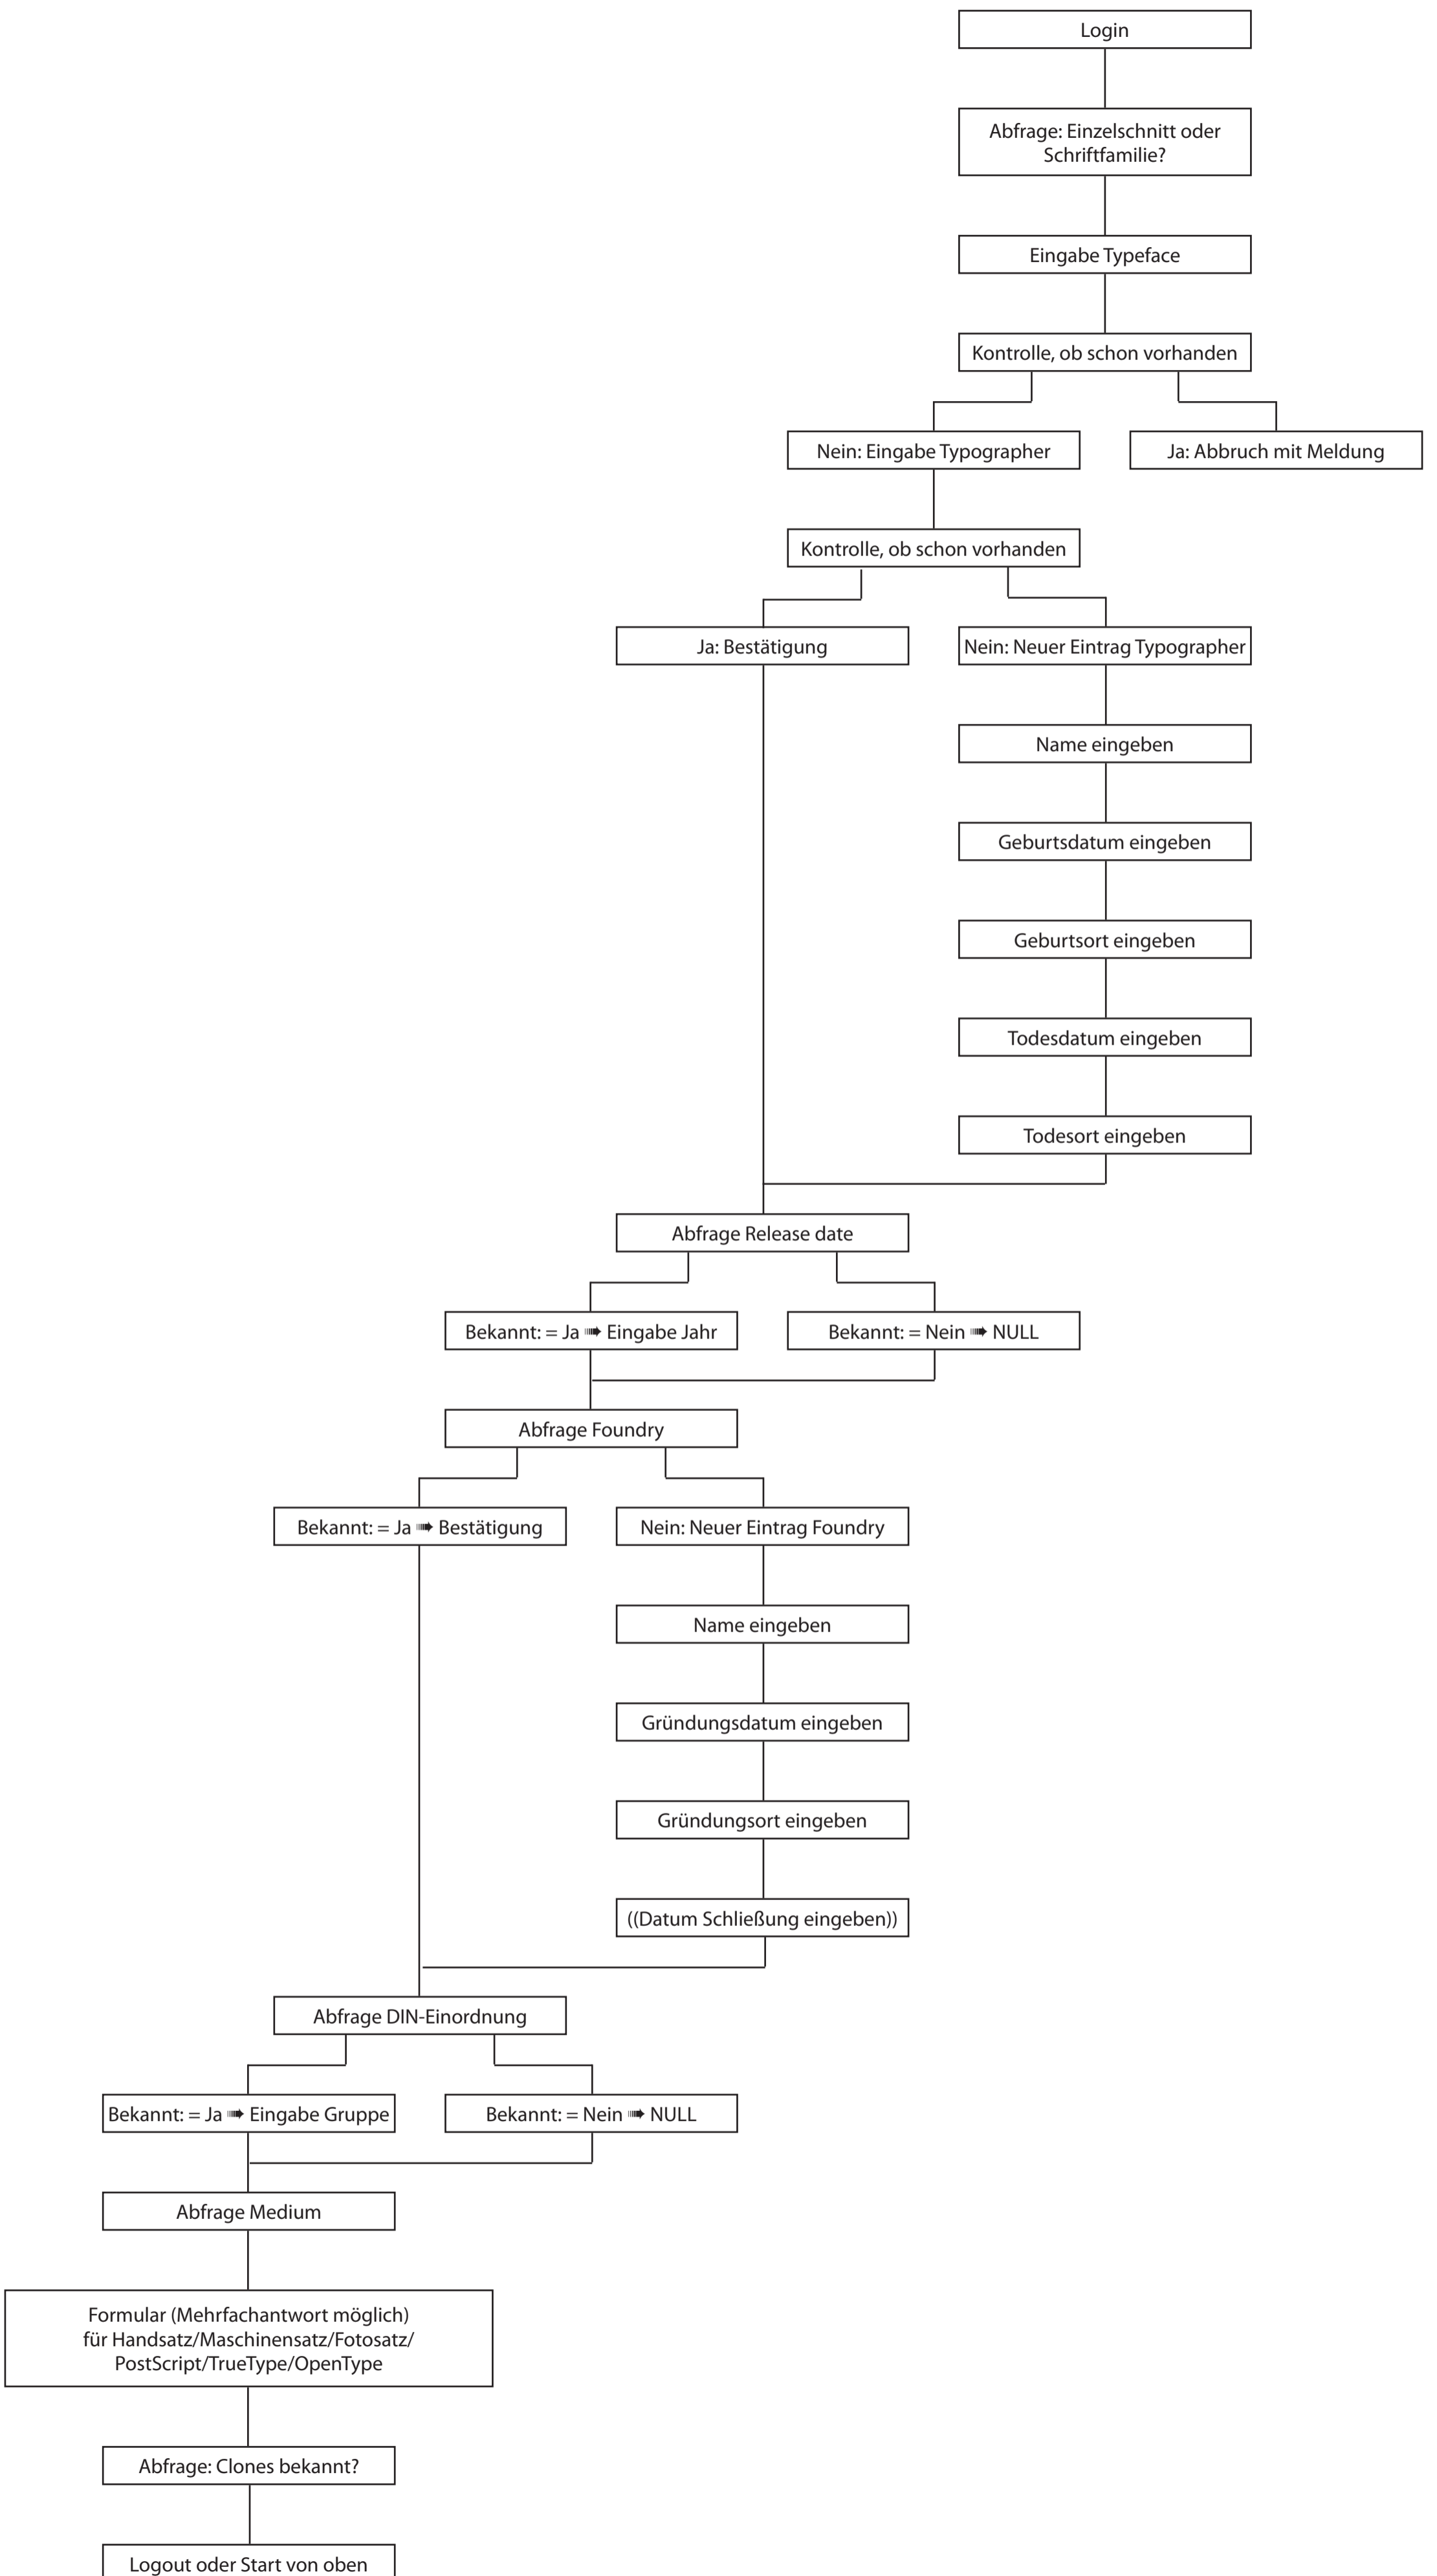 Login
Abfrage: Einzelschnitt oder
Schriftfamilie?
Eingabe Typeface
Kontrolle, ob schon vorhanden
Nein: Eingabe Typographer
Ja: Abbruch mit Meldung
Kontrolle, ob schon vorhanden
Ja: Bestätigung
Nein: Neuer Eintrag Typographer
Name eingeben
Geburtsdatum eingeben
Geburtsort eingeben
Todesdatum eingeben
Todesort eingeben
Abfrage Release date
Bekannt: = Ja ➠ Eingabe Jahr
Bekannt: = Nein ➠ NULL
Abfrage Foundry
Bekannt: = Ja ➠ Bestätigung
Nein: Neuer Eintrag Foundry
Name eingeben
Gründungsdatum eingeben
Gründungsort eingeben
((Datum Schließung eingeben))
Abfrage DIN-Einordnung
Bekannt: = Ja ➠ Eingabe Gruppe
Bekannt: = Nein ➠ NULL
Abfrage Medium
Formular (Mehrfachantwort möglich)
für Handsatz/Maschinensatz/Fotosatz/
PostScript/TrueType/OpenType
Abfrage: Clones bekannt?
Logout oder Start von oben